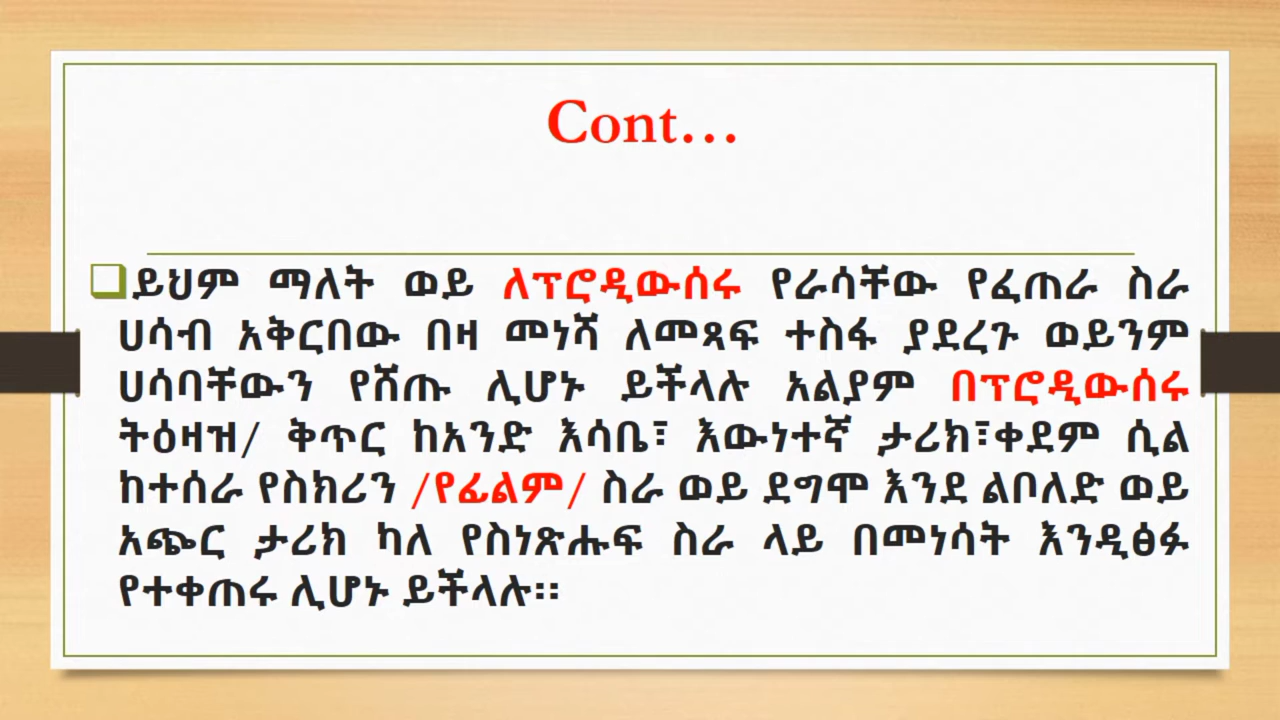 Cont…
ይህም ማለት ወይ ለፕሮዲውሰሩ የራሳቸው የፈጠራ ስራ
ሀሳብ አቅርበው በዛ መነሻ ለመጻፍ ተስፋ ያደረጉ ወይንም
ሀሳባቸውን የሸጡ ሊሆኑ ይችላሉ አልያም በፕሮዲውሰሩ
ትዕዛዝ/ ቅጥር ከአንድ እሳቤ፣ እውነተኛ ታሪክ፣ቀደም ሲል
ከተሰራ የስክሪን /የፊልም/ ስራ ወይ ደግሞ እንደ ልቦለድ ወይ
አጭር ታሪክ ካለ የስነጽሑፍ ስራ ላይ በመነሳት እንዲፅፉ
የተቀጠሩ ሊሆኑ ይችላሉ፡፡